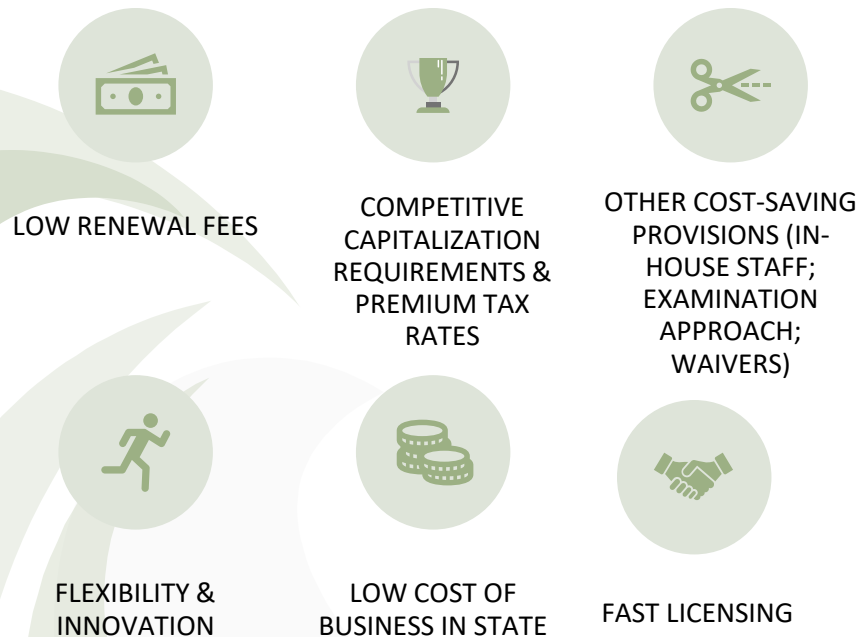 LOW RENEWAL FEES
COMPETITIVE
CAPITALIZATION
REQUIREMENTS &
PREMIUM TAX
RATES
OTHER COST-SAVING
PROVISIONS (IN-
HOUSE STAFF;
EXAMINATION
APPROACH;
WAIVERS)
FLEXIBILITY &
INNOVATION
LOW COST OF
BUSINESS IN STATE
FAST LICENSING